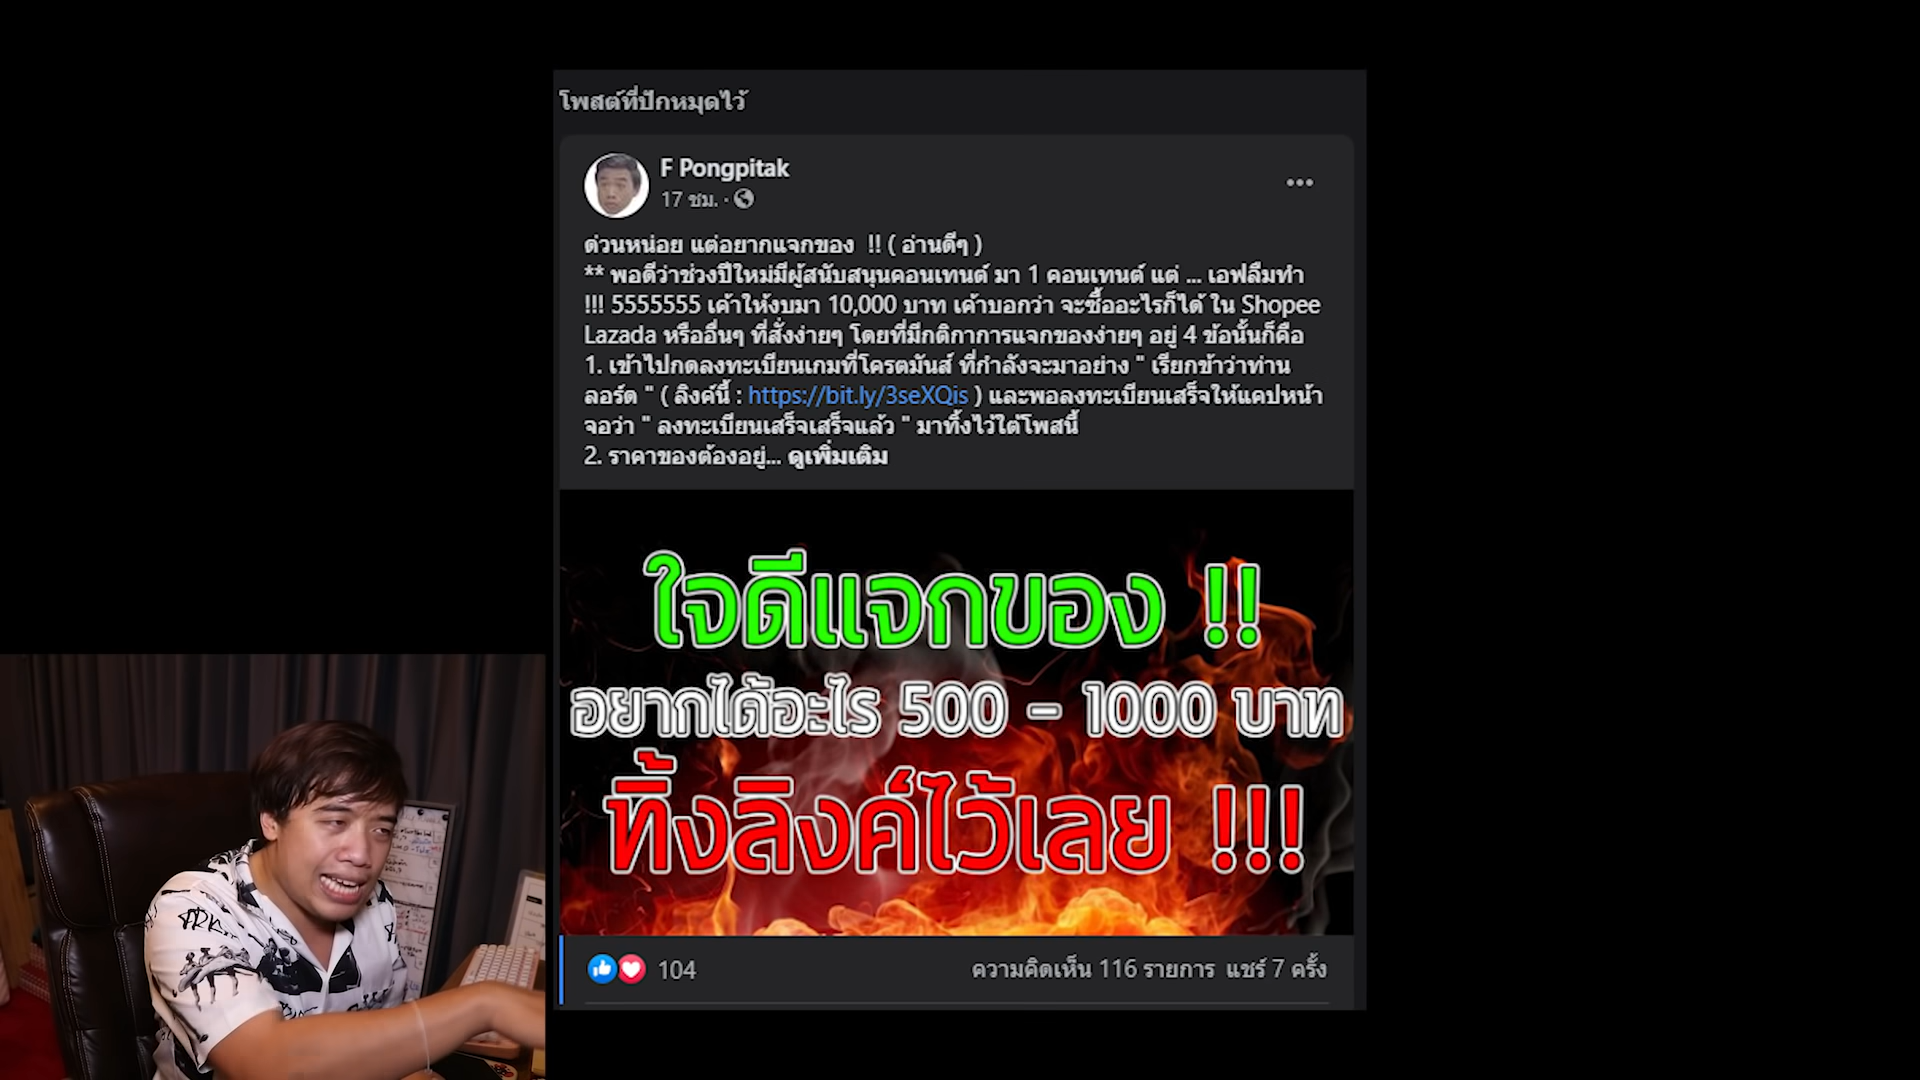 โพสต์ที่ปักหมุดไว้
F Pongpitak
17 ชม. ·
ด่วนหน่อย แต่อยากแจกของ !! ( อ่านดีๆ )
** พอดีว่าช่วงปีใหม่มีผู้สนับสนุนคอนเทนต์ มา 1 คอนเทนต์ แต่ ... เอฟลืมทำ
!!! 5555555 เค้าให้งบมา 10,000 บาท เค้าบอกว่า จะซื้ออะไรก็ได้ ใน Shopee
Lazada หรืออื่นๆ ที่สั่งง่ายๆ โดยที่มีกติกาการแจกของง่ายๆ อยู่ 4 ข้อนั้นก็คือ
1. เข้าไปกดลงทะเบียนเกมที่โครตมันส์ ที่กำลังจะมาอย่าง " เรียกข้าว่าท่าน
ลอร์ด " ( ลิงค์นี้ : https://bit.ly/3seXQis ) และพอลงทะเบียนเสร็จให้แคปหน้า
จอว่า " ลงทะเบียนเสร็จเสร็จแล้ว " มาทิ้งไว้ใต้โพสนี้
2. ราคาของต้องอยู่... ดูเพิ่มเติม
ใจดีแจกของ !!
อยากได้อะไร 500 - 1000 บาท
ทิ้งลิงค์ไว้เลย !!!
104
ความคิดเห็น 116 รายการ แชร์ 7 ครั้ง